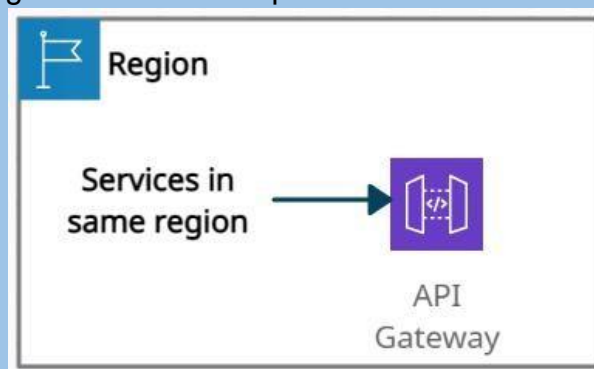 Region
Services in
same region
</>
API
Gateway